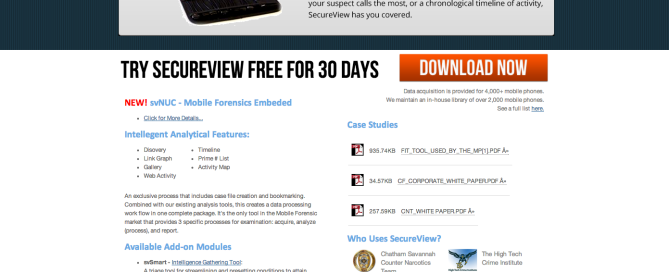 your suspect calls the most, or a chronological timeline of activity,
SecureView has you covered.
TRY SECUREVIEW FREE FOR 30 DAYS
DOWNLOAD NOW
Data acquisition is provided for 4,000+ mobile phones.
We maintain an in-house library of over 2,000 mobile phones.
See a full list here.
NEW! svNUC - Mobile Forensics Embeded
• Click for More Details...
Intellegent Analytical Features:
• Disovery
• Link Graph
• Gallery
• Web Activity
• Timeline
• Prime # List
• Activity Map
An exclusive process that includes case file creation and bookmarking.
Combined with our existing analysis tools, this creates a data processing
work flow in one complete package. It's the only tool in the Mobile Forensic
market that provides 3 specific processes for examination: acquire, analyze
(process), and report.
Available Add-on Modules
• svSmart - Intelligence Gathering Tool!
A triage tool for streamlining and presetting conditions to attain
Case Studies
935.74KB FIT_TOOL_USED_BY_THE_MP[1].PDF Â»
34.57KB CF_CORPORATE_WHITE_PAPER.PDF Â»
257.59KB CNT_WHITE PAPER.PDF Â»
Who Uses SecureView?
Chatham Savannah
Counter Narcotics
Team
The High Tech
Crime Institute